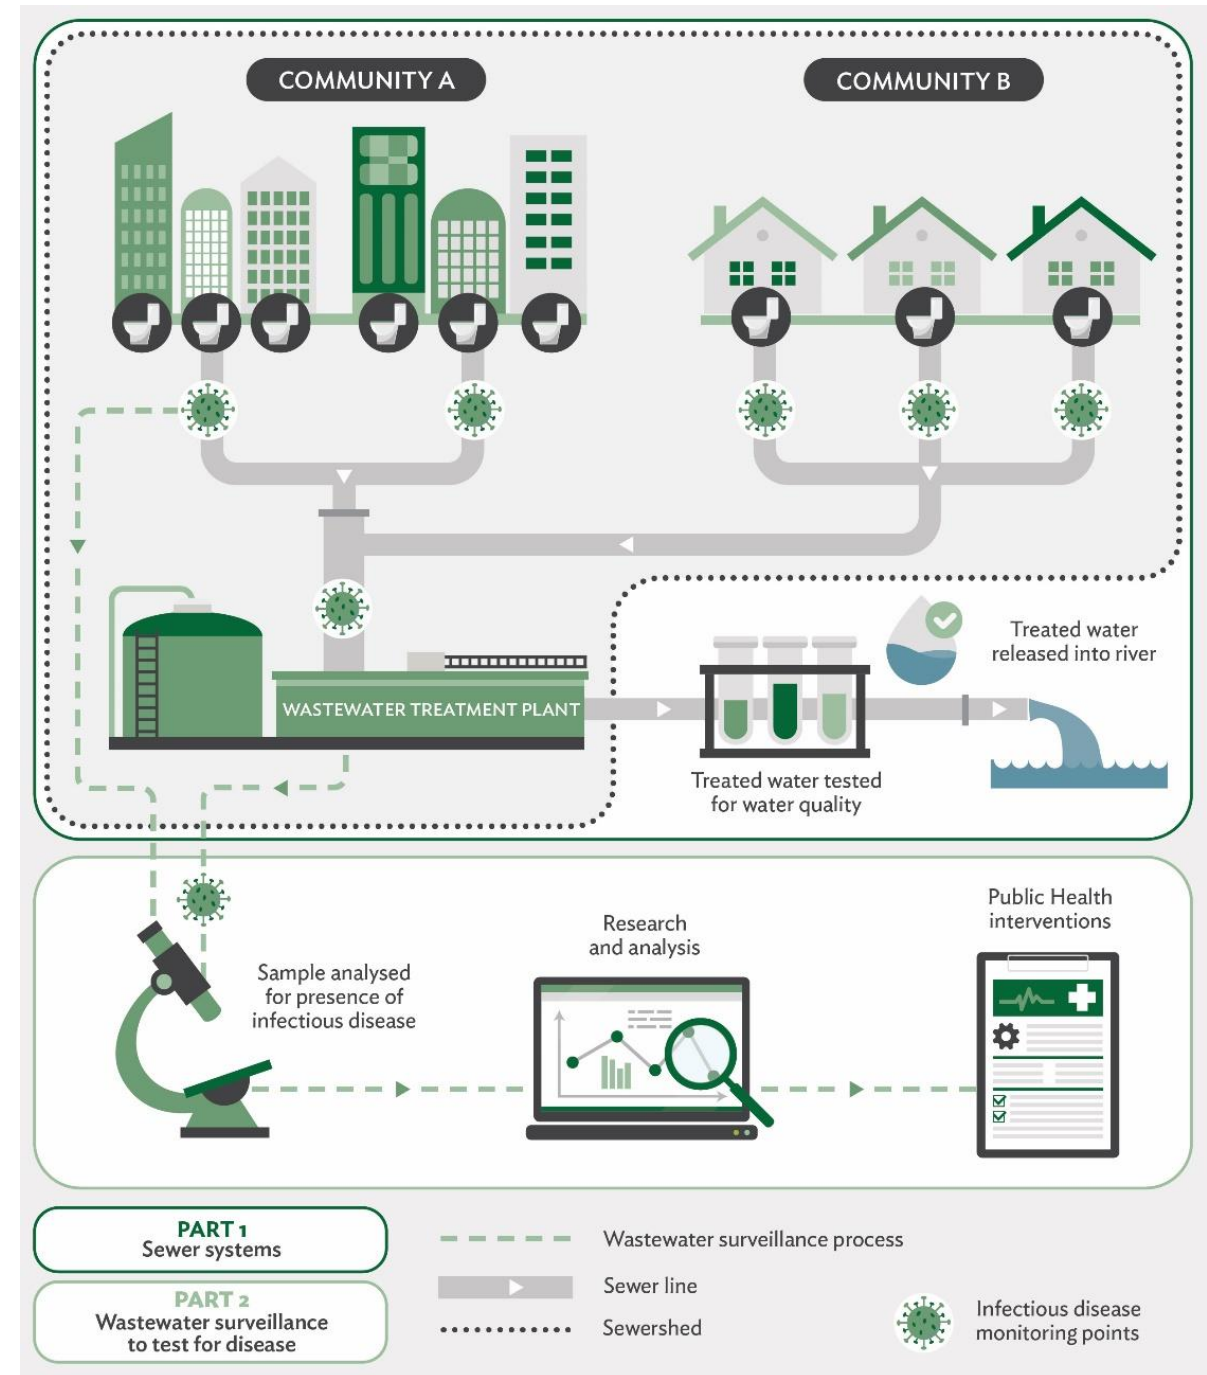 COMMUNITY A
COMMUNITY B
WASTEWATER TREATMENT PLANT
Treated water
released into river
Treated water tested
for water quality
Sample analysed
for presence of
infectious disease
Research
and analysis
Public Health
interventions
PART 1
Sewer systems
PART 2
Wastewater surveillance
to test for disease
Wastewater surveillance process
Sewer line
Sewershed
Infectious disease
monitoring points